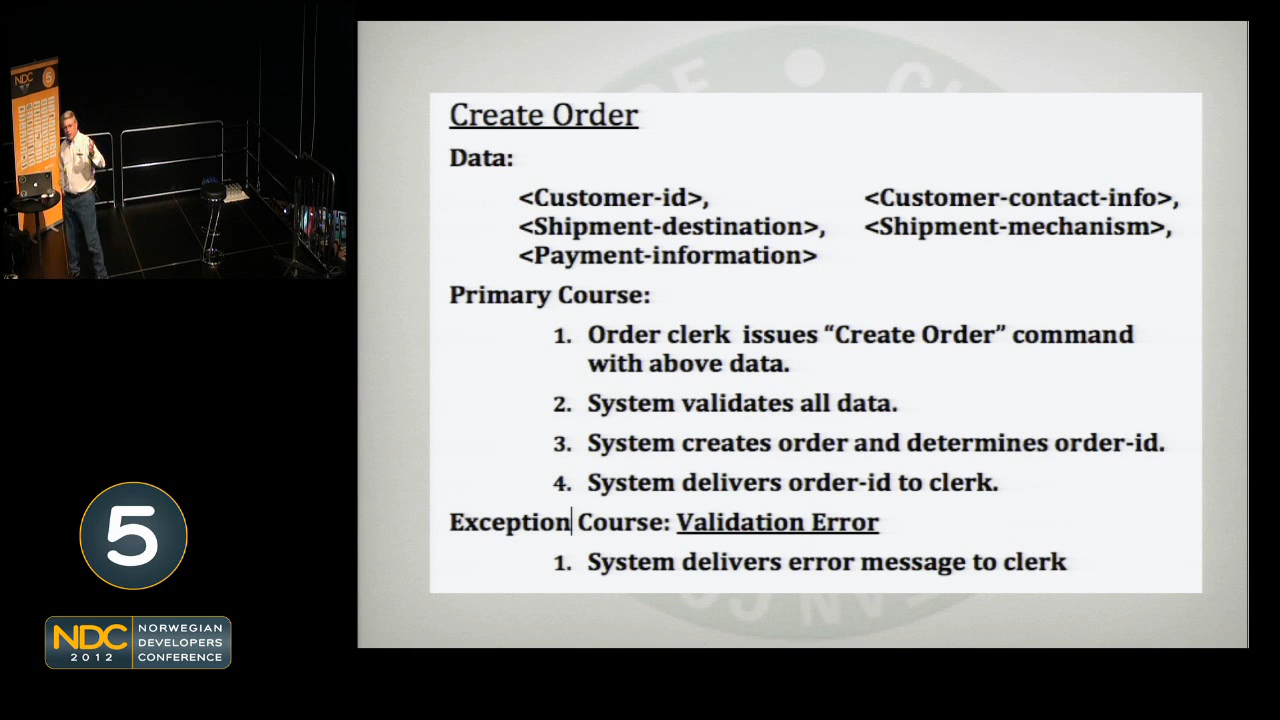 NDC 5
Create Order
Data:
<Customer-id>, <Customer-contact-info>,
<Shipment-destination>, <Shipment-mechanism>,
<Payment-information>
Primary Course:
1. Order clerk issues “Create Order” command
with above data.
2. System validates all data.
3. System creates order and determines order-id.
4. System delivers order-id to clerk.
Exception Course: Validation Error
1. System delivers error message to clerk
5
NDC 2012
NORWEGIAN
DEVELOPERS
CONFERENCE